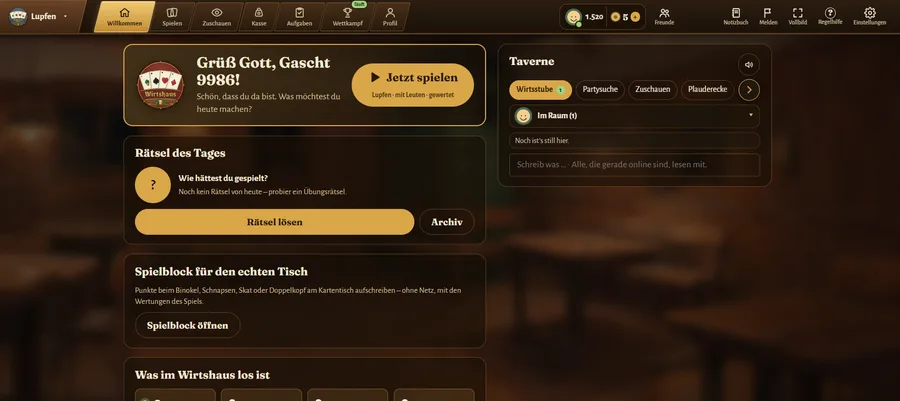 Lupfen
Willkommen
Spielen
Zuschauen
Kasse
Aufgaben
läuft
Wettkampf
Profil
1.520
5
Freunde
Notizbuch
Melden
Vollbild
Regelhilfe
Einstellungen
Wirtshaus
Grüß Gott, Gascht
9986!
Schön, dass du da bist. Was möchtest du
heute machen?
Jetzt spielen
Lupfen · mit Leuten · gewertet
Rätsel des Tages
?
Wie hättest du gespielt?
Noch kein Rätsel von heute – probier ein Übungsrätsel.
Rätsel lösen
Archiv
Spielblock für den echten Tisch
Punkte beim Binokel, Schnapsen, Skat oder Doppelkopf am Kartentisch aufschreiben – ohne Netz, mit den
Wertungen des Spiels.
Spielblock öffnen
Was im Wirtshaus los ist
Taverne
Wirtsstube 1
Partysuche
Zuschauen
Plauderecke
Im Raum (1)
Noch ist's still hier.
Schreib was … · Alle, die gerade online sind, lesen mit.